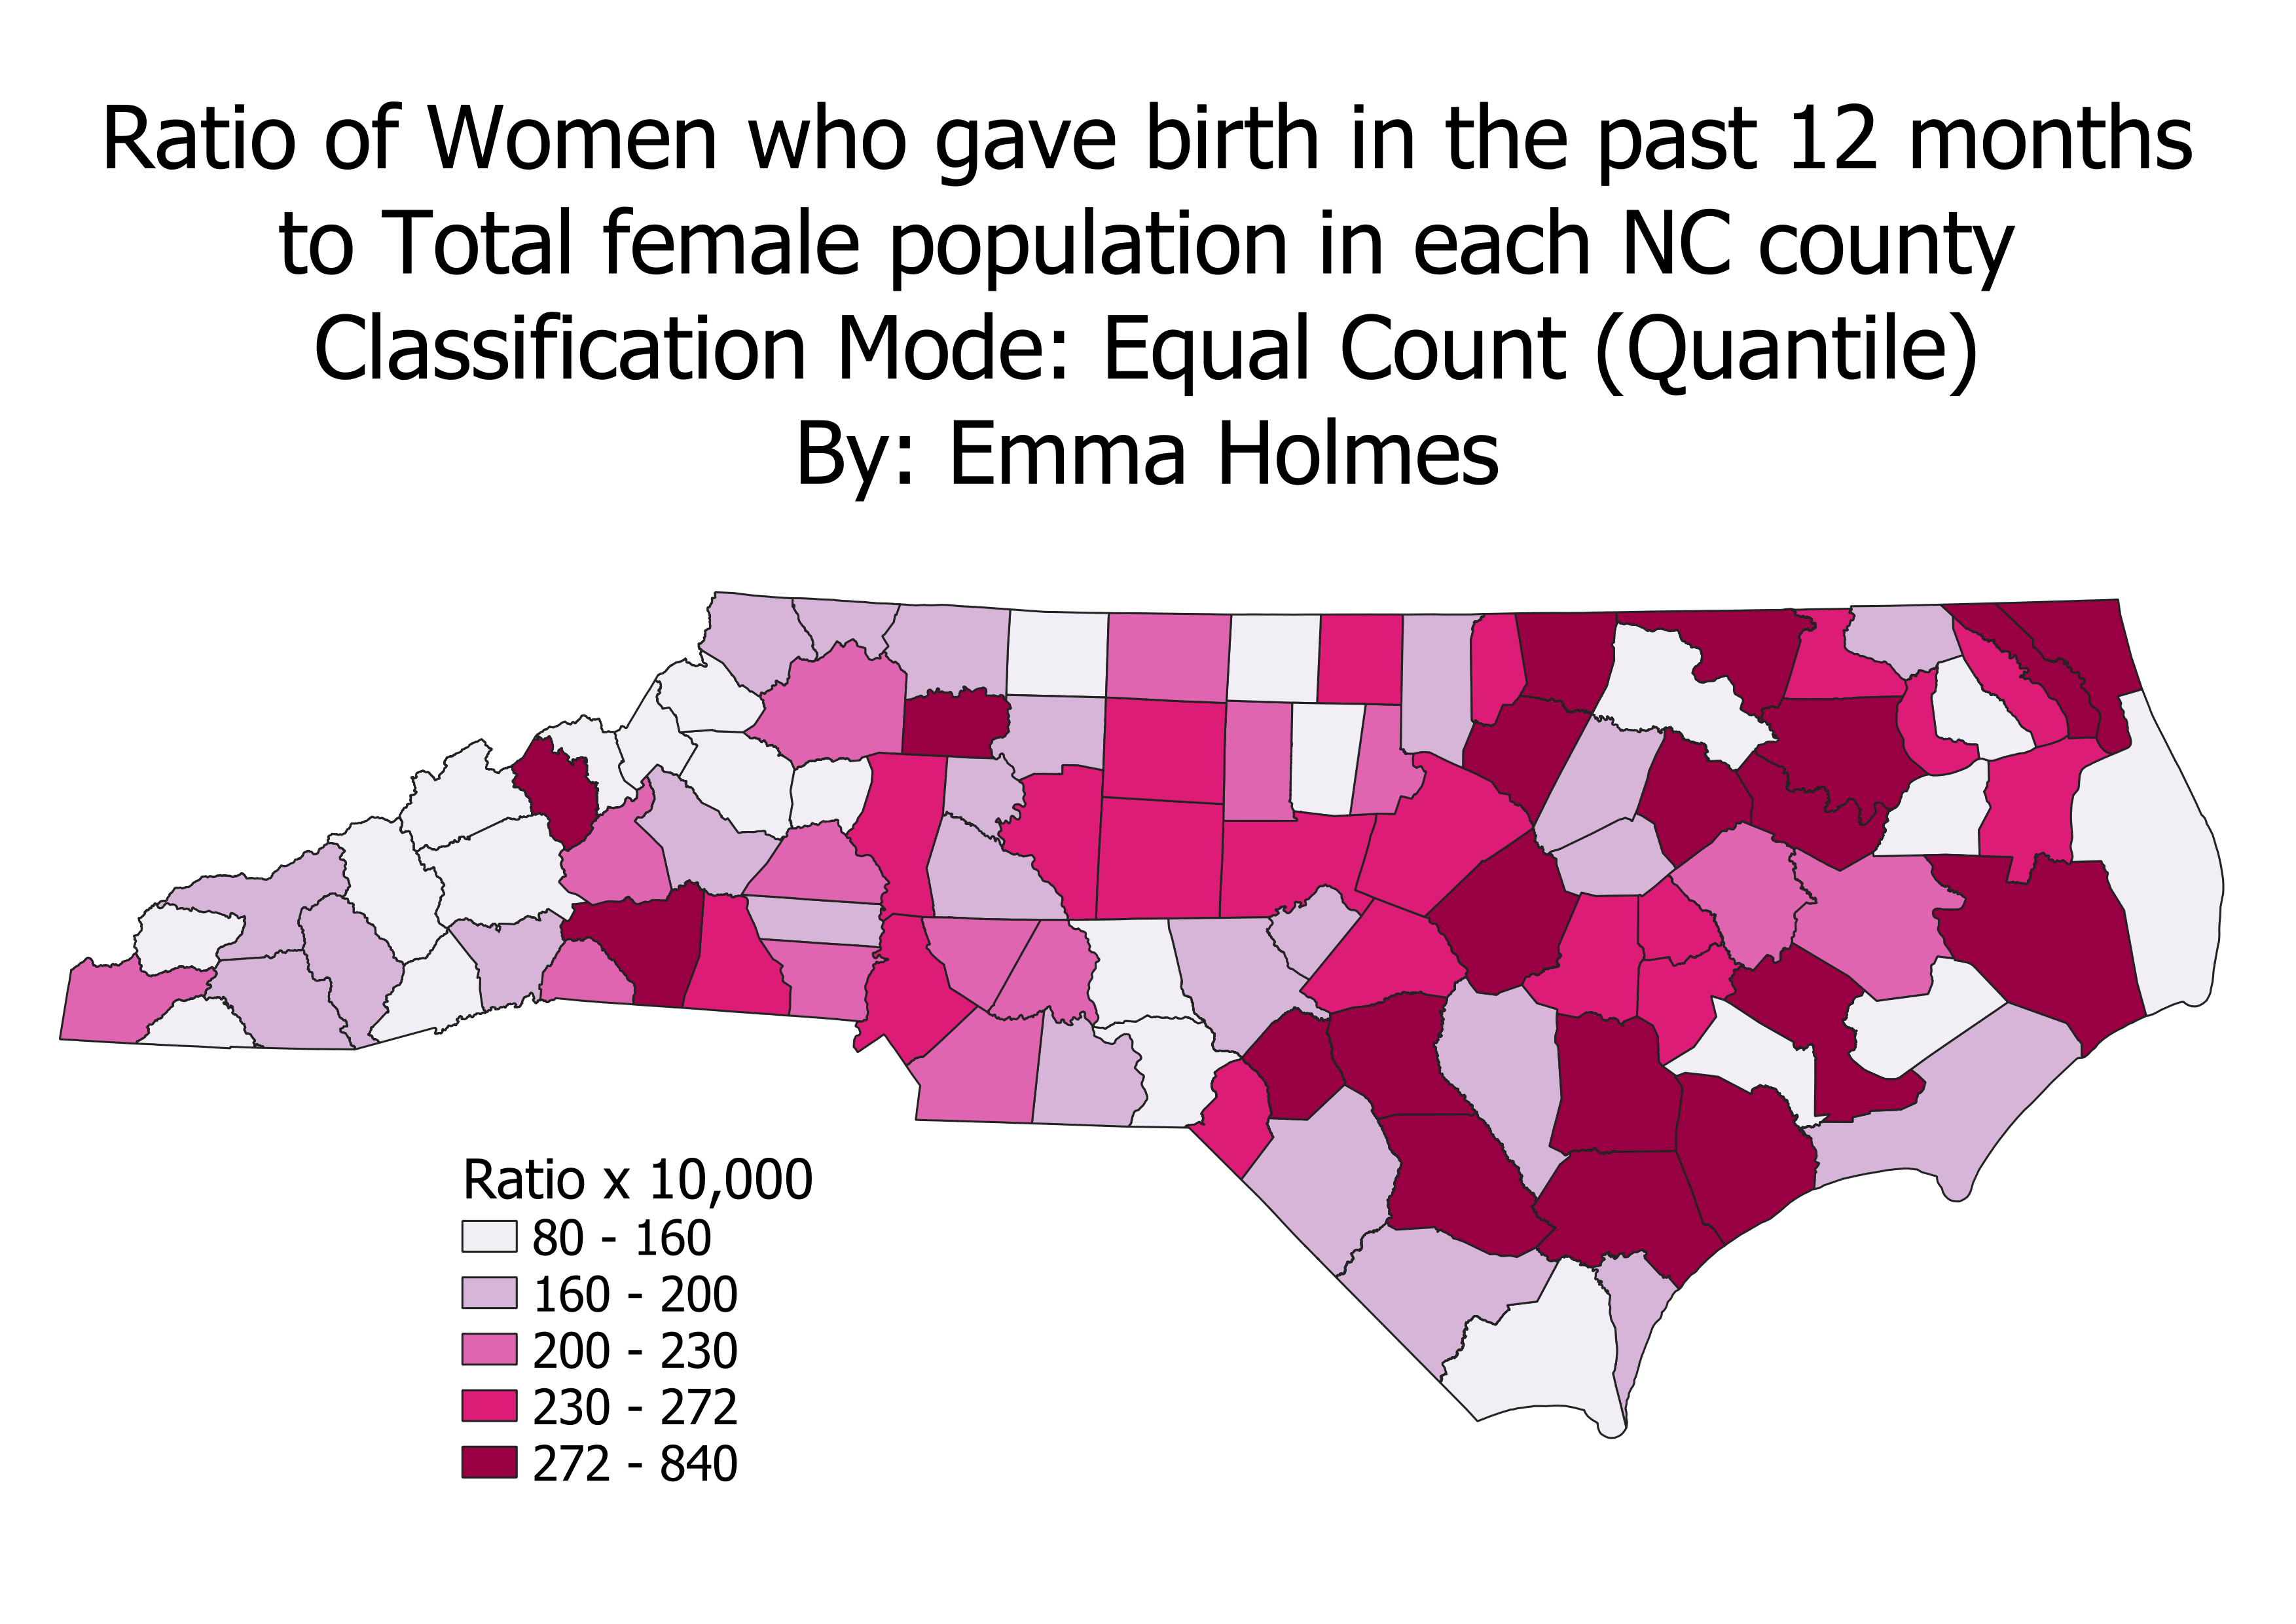 Ratio of Women who gave birth in the past 12 months
to Total female population in each NC county
Classification Mode: Equal Count (Quantile)
By: Emma Holmes
Ratio x 10,000
80 - 160
160 - 200
200 - 230
230 - 272
272 - 840